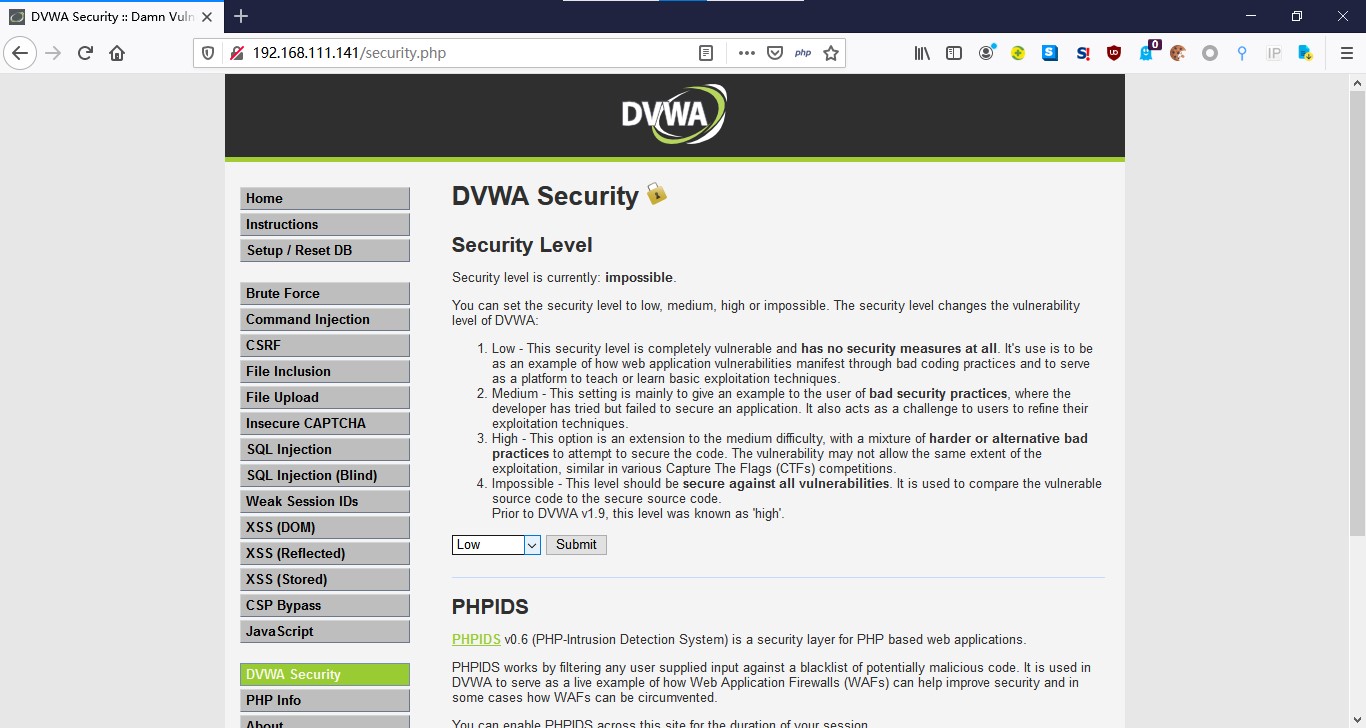 DVWA Security :: Damn Vuln
192.168.111.141/security.php
php
S
S!
UD
0
IP
DVWA
Home
Instructions
Setup / Reset DB
Brute Force
Command Injection
CSRF
File Inclusion
File Upload
Insecure CAPTCHA
SQL Injection
SQL Injection (Blind)
Weak Session IDs
XSS (DOM)
XSS (Reflected)
XSS (Stored)
CSP Bypass
JavaScript
DVWA Security
PHP Info
About
DVWA Security
Security Level
Security level is currently: impossible.
You can set the security level to low, medium, high or impossible. The security level changes the vulnerability
level of DVWA:
1. Low - This security level is completely vulnerable and has no security measures at all. It's use is to be
as an example of how web application vulnerabilities manifest through bad coding practices and to serve
as a platform to teach or learn basic exploitation techniques.
2. Medium - This setting is mainly to give an example to the user of bad security practices, where the
developer has tried but failed to secure an application. It also acts as a challenge to users to refine their
exploitation techniques.
3. High - This option is an extension to the medium difficulty, with a mixture of harder or alternative bad
practices to attempt to secure the code. The vulnerability may not allow the same extent of the
exploitation, similar in various Capture The Flags (CTFs) competitions.
4. Impossible - This level should be secure against all vulnerabilities. It is used to compare the vulnerable
source code to the secure source code.
Prior to DVWA v1.9, this level was known as 'high'.
Low
Submit
PHPIDS
PHPIDS v0.6 (PHP-Intrusion Detection System) is a security layer for PHP based web applications.
PHPIDS works by filtering any user supplied input against a blacklist of potentially malicious code. It is used in
DVWA to serve as a live example of how Web Application Firewalls (WAFs) can help improve security and in
some cases how WAFs can be circumvented.
You can enable PHPIDS across this site for the duration of your session.